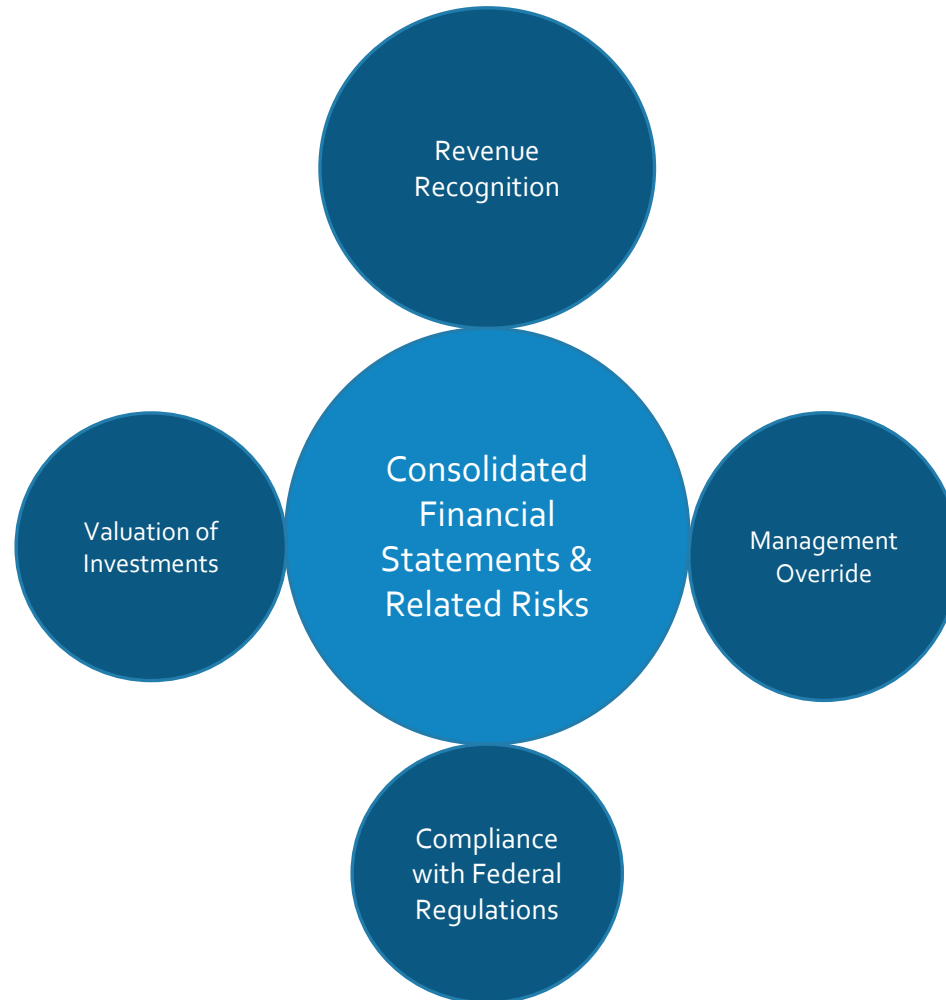 Revenue
Recognition
Consolidated
Financial
Statements &
Related Risks
Valuation of
Investments
Management
Override
Compliance
with Federal
Regulations